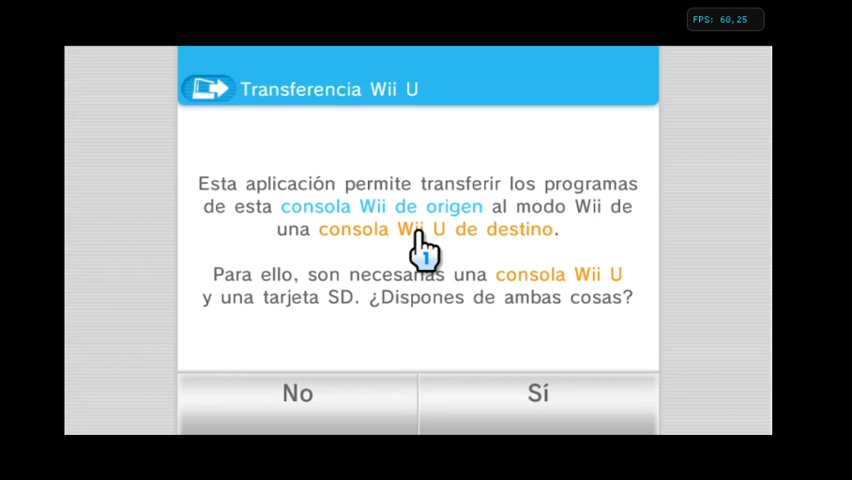 FPS: 60,25
Transferencia Wii U
Esta aplicación permite transferir los programas
de esta consola Wii de origen al modo Wii de
una consola Wii U de destino.
Para ello, son necesarias una consola Wii U
y una tarjeta SD. ¿Dispones de ambas cosas?
1
No Sí